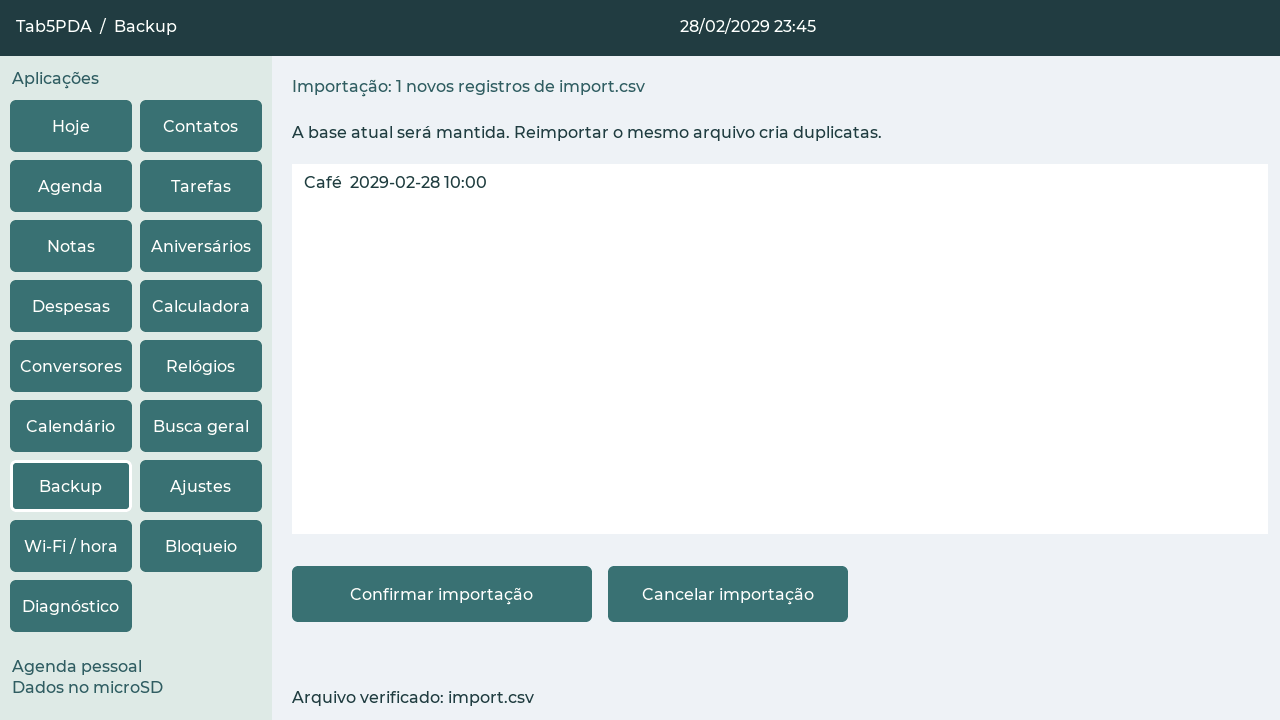 Tab5PDA / Backup
28/02/2029 23:45
Aplicações
Hoje
Contatos
Agenda
Tarefas
Notas
Aniversários
Despesas
Calculadora
Conversores
Relógios
Calendário
Busca geral
Backup
Ajustes
Wi-Fi / hora
Bloqueio
Diagnóstico
Agenda pessoal
Dados no microSD
Importação: 1 novos registros de import.csv
A base atual será mantida. Reimportar o mesmo arquivo cria duplicatas.
Café 2029-02-28 10:00
Confirmar importação
Cancelar importação
Arquivo verificado: import.csv